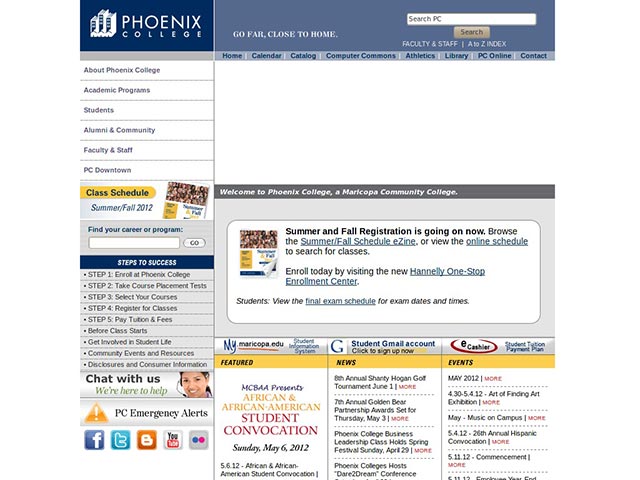 PHOENIX
COLLEGE
GO FAR, CLOSE TO HOME.
Search PC
Search
FACULTY & STAFF | A to Z INDEX
Home Calendar Catalog Computer Commons Athletics Library PC Online Contact
About Phoenix College
Academic Programs
Students
Alumni & Community
Faculty & Staff
PC Downtown
Class Schedule
Summer/Fall 2012
Find your career or program:
GO
STEPS TO SUCCESS
• STEP 1: Enroll at Phoenix College
• STEP 2: Take Course Placement Tests
• STEP 3: Select Your Courses
• STEP 4: Register for Classes
• STEP 5: Pay Tuition & Fees
• Before Class Starts
• Get Involved in Student Life
• Community Events and Resources
• Disclosures and Consumer Information
Chat with us
We're here to help
PC Emergency Alerts
You
Tube
Welcome to Phoenix College, a Maricopa Community College.
Summer and Fall Registration is going on now. Browse
the Summer/Fall Schedule eZine, or view the online schedule
to search for classes.
Enroll today by visiting the new Hannelly One-Stop
Enrollment Center.
Students: View the final exam schedule for exam dates and times.
My maricopa.edu Student Information System
G Student Gmail account
Click to sign up now
eCashier Student Tuition Payment Plan
FEATURED
MCBAA Presents
AFRICAN &
AFRICAN-AMERICAN
STUDENT
CONVOCATION
Sunday, May 6, 2012
5.6.12 - African & African-
American Student Convocation |
NEWS
8th Annual Shanty Hogan Golf
Tournament June 1 | MORE
7th Annual Golden Bear
Partnership Awards Set for
Thursday, May 3 | MORE
Phoenix College Business
Leadership Class Holds Spring
Festival Sunday, April 29 | MORE
Phoenix Colleges Hosts
"Dare2Dream" Conference
EVENTS
MAY 2012 | MORE
4.30-5.4.12 - Art of Finding Art
Exhibition | MORE
May - Music on Campus | MORE
5.4.12 - 26th Annual Hispanic
Convocation | MORE
5.11.12 - Commencement |
MORE
5.11.12 - Employee Year-End